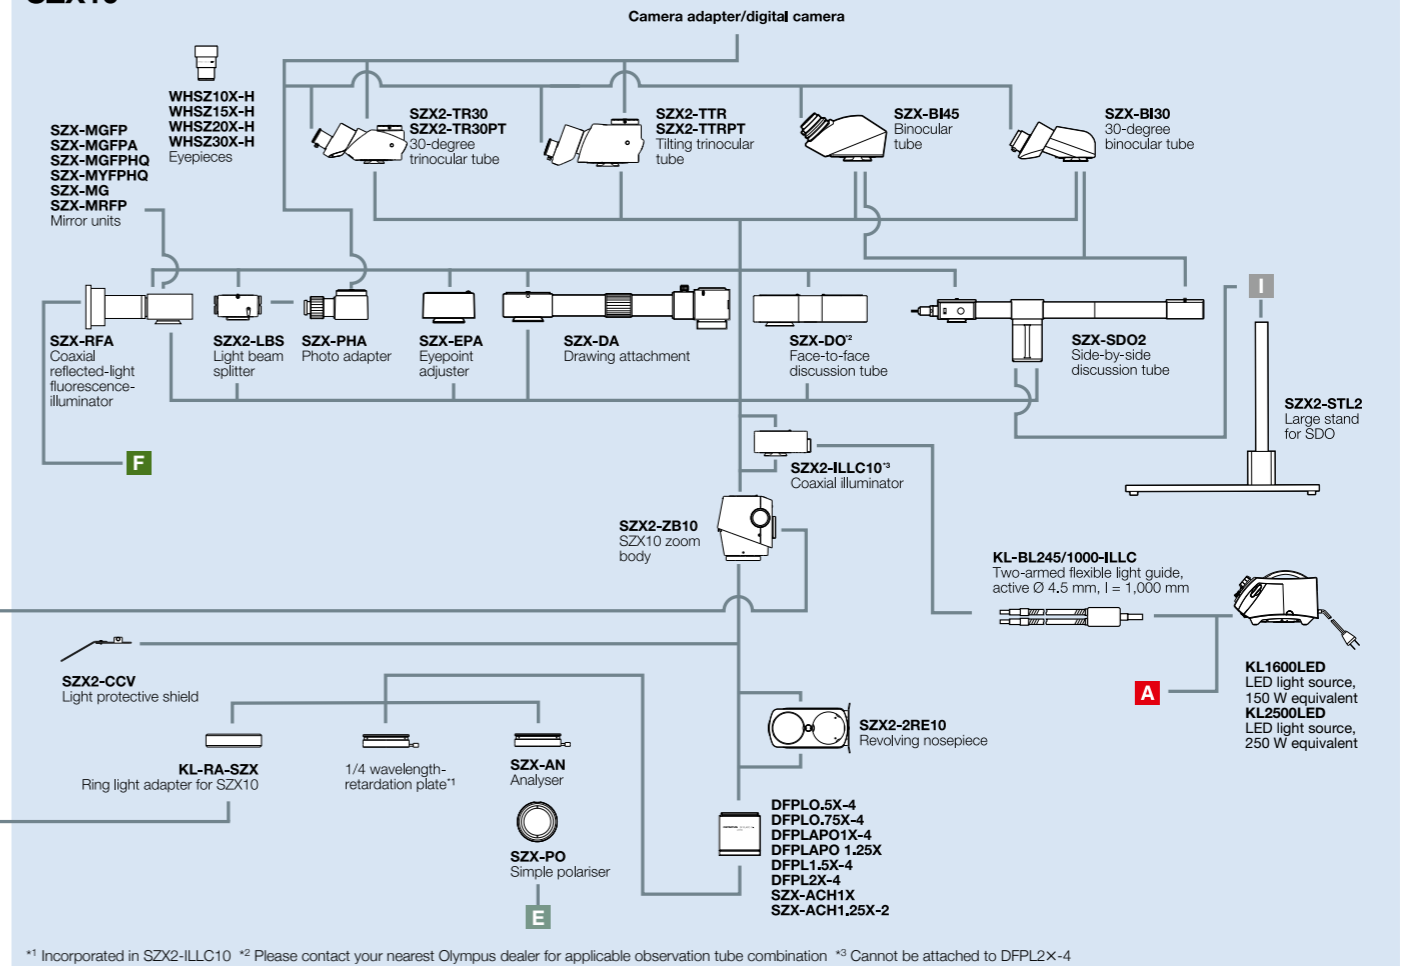 Camera adapter/digital camera
WHSZ10X-H
WHSZ15X-H
WHSZ20X-H
WHSZ30X-H
Eyepieces
SZX-MGFP
SZX-MGFPA
SZX-MGFPHQ
SZX-MYFPHQ
SZX-MG
SZX-MRFP
Mirror units
SZX2-TR30
SZX2-TR30PT
30-degree
trinocular tube
SZX2-TTR
SZX2-TTRPT
Tilting trinocular
tube
SZX-BI45
Binocular
tube
SZX-BI30
30-degree
binocular tube
SZX-RFA
Coaxial
reflected-light
fluorescence-
illuminator
SZX2-LBS
Light beam
splitter
SZX-PHA
Photo adapter
SZX-EPA
Eyepoint
adjuster
SZX-DA
Drawing attachment
SZX-DO*2
Face-to-face
discussion tube
SZX-SDO2
Side-by-side
discussion tube
I
SZX2-STL2
Large stand
for SDO
F
SZX2-ILLC10*3
Coaxial illuminator
SZX2-ZB10
SZX10 zoom
body
KL-BL245/1000-ILLC
Two-armed flexible light guide,
active Ø 4.5 mm, l = 1,000 mm
A
KL1600LED
LED light source,
150 W equivalent
KL2500LED
LED light source,
250 W equivalent
SZX2-CCV
Light protective shield
SZX2-2RE10
Revolving nosepiece
KL-RA-SZX
Ring light adapter for SZX10
1/4 wavelength-
retardation plate*1
SZX-AN
Analyser
SZX-PO
Simple polariser
E
DFPLO.5X-4
DFPLO.75X-4
DFPLAPO1X-4
DFPLAPO 1.25X
DFPL1.5X-4
DFPL2X-4
SZX-ACH1X
SZX-ACH1.25X-2
*1 Incorporated in SZX2-ILLC10 *2 Please contact your nearest Olympus dealer for applicable observation tube combination *3 Cannot be attached to DFPL2×-4